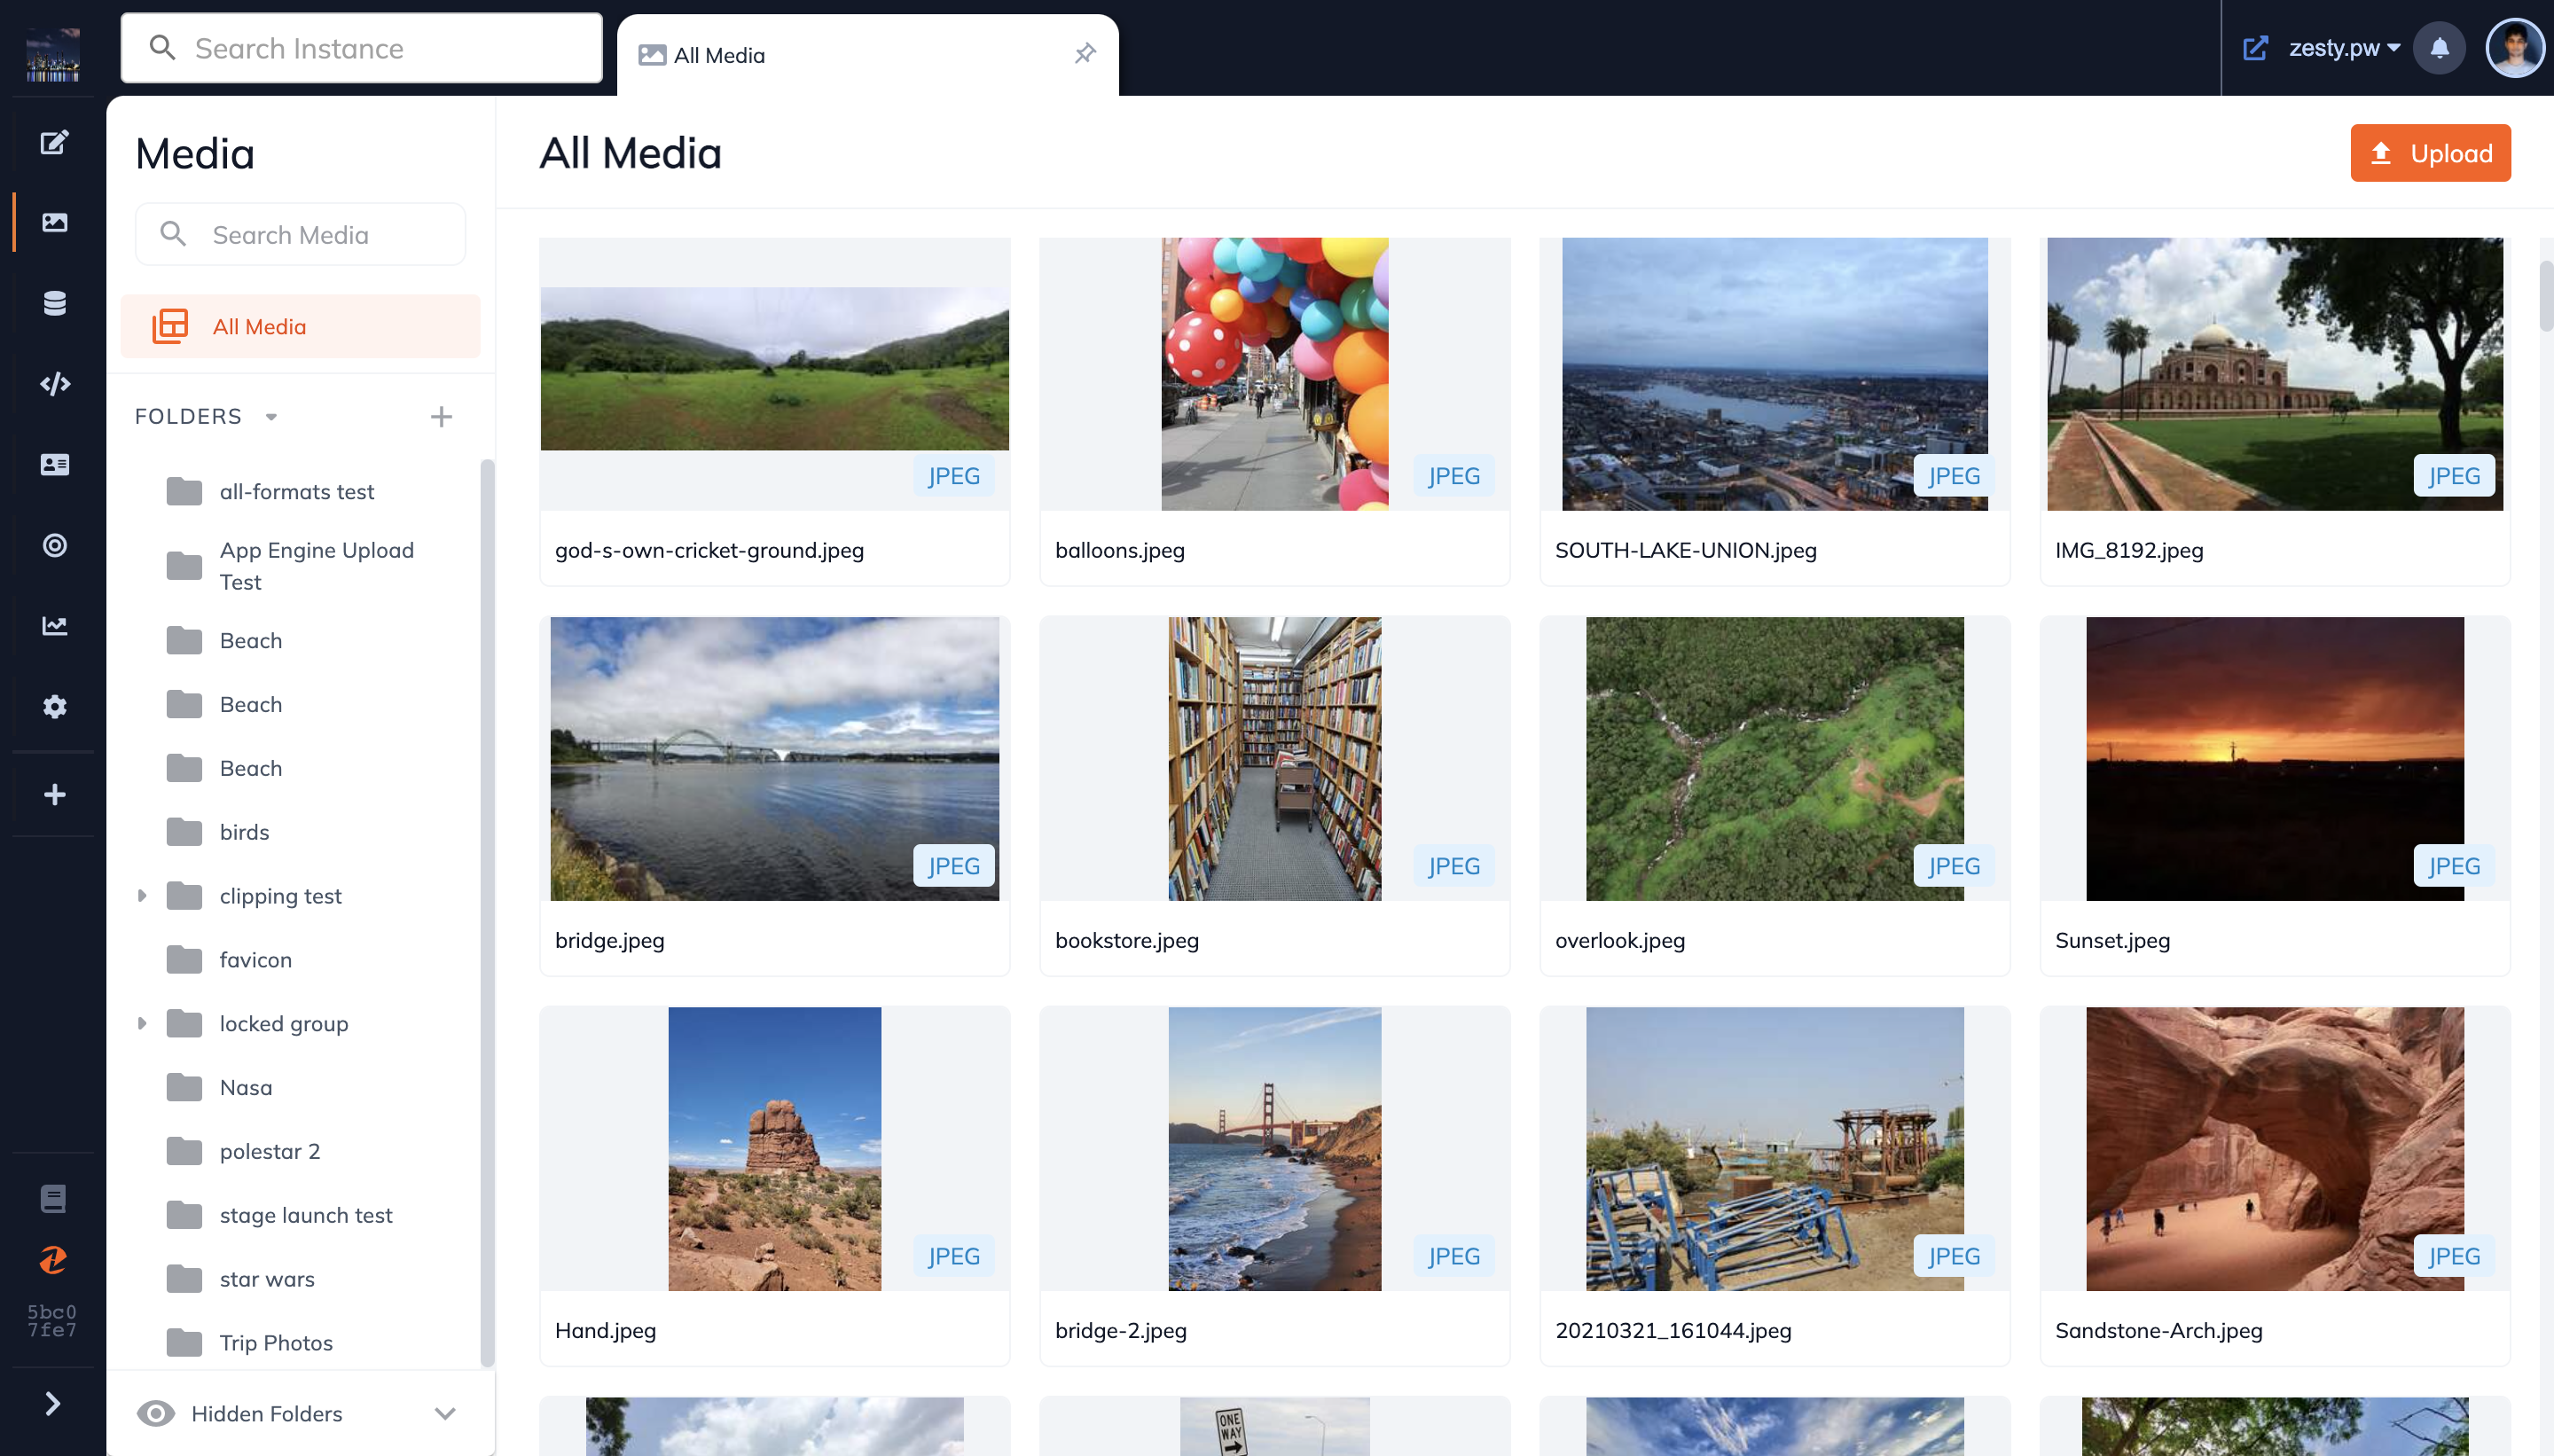 Search Instance
All Media
zesty.pw
Media
Search Media
All Media
FOLDERS
all-formats test
App Engine Upload
Test
Beach
Beach
Beach
birds
clipping test
favicon
locked group
Nasa
polestar 2
stage launch test
star wars
Trip Photos
Hidden Folders
5bc0
7fe7
All Media
Upload
JPEG
JPEG
JPEG
JPEG
god-s-own-cricket-ground.jpeg
balloons.jpeg
SOUTH-LAKE-UNION.jpeg
IMG_8192.jpeg
JPEG
JPEG
JPEG
JPEG
bridge.jpeg
bookstore.jpeg
overlook.jpeg
Sunset.jpeg
JPEG
JPEG
JPEG
JPEG
Hand.jpeg
bridge-2.jpeg
20210321_161044.jpeg
Sandstone-Arch.jpeg
ONE
WAY